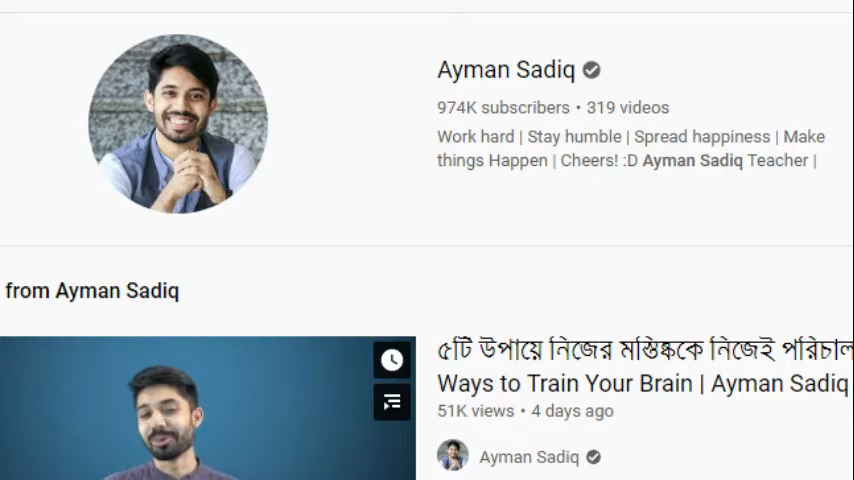 Ayman Sadiq
974K subscribers • 319 videos
Work hard | Stay humble | Spread happiness | Make
things Happen | Cheers! :D Ayman Sadiq Teacher |
from Ayman Sadiq
৫টি উপায়ে নিজের মস্তিষ্ককে নিজেই পরিচাল
Ways to Train Your Brain | Ayman Sadiq
51K views • 4 days ago
Ayman Sadiq